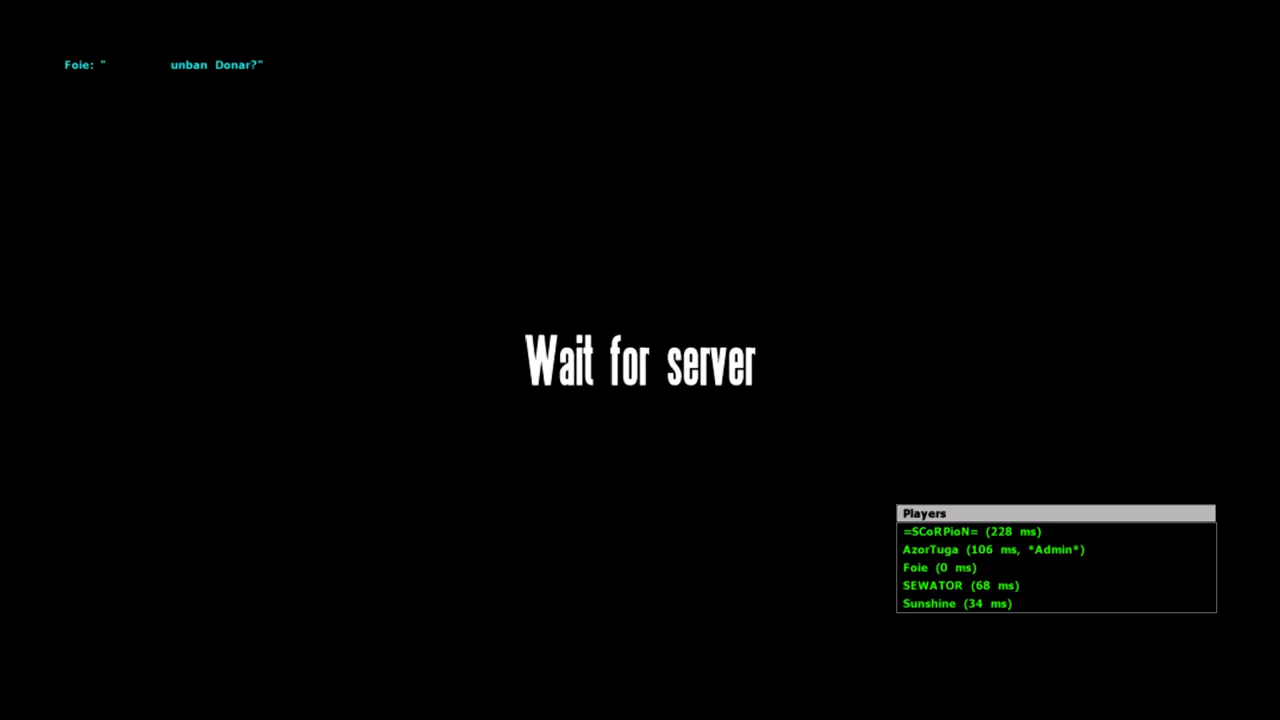 Foie: " unban Donar?"
Wait for server
Players
=SCoRPioN= (228 ms)
AzorTuga (106 ms, *Admin*)
Foie (0 ms)
SEWATOR (68 ms)
Sunshine (34 ms)